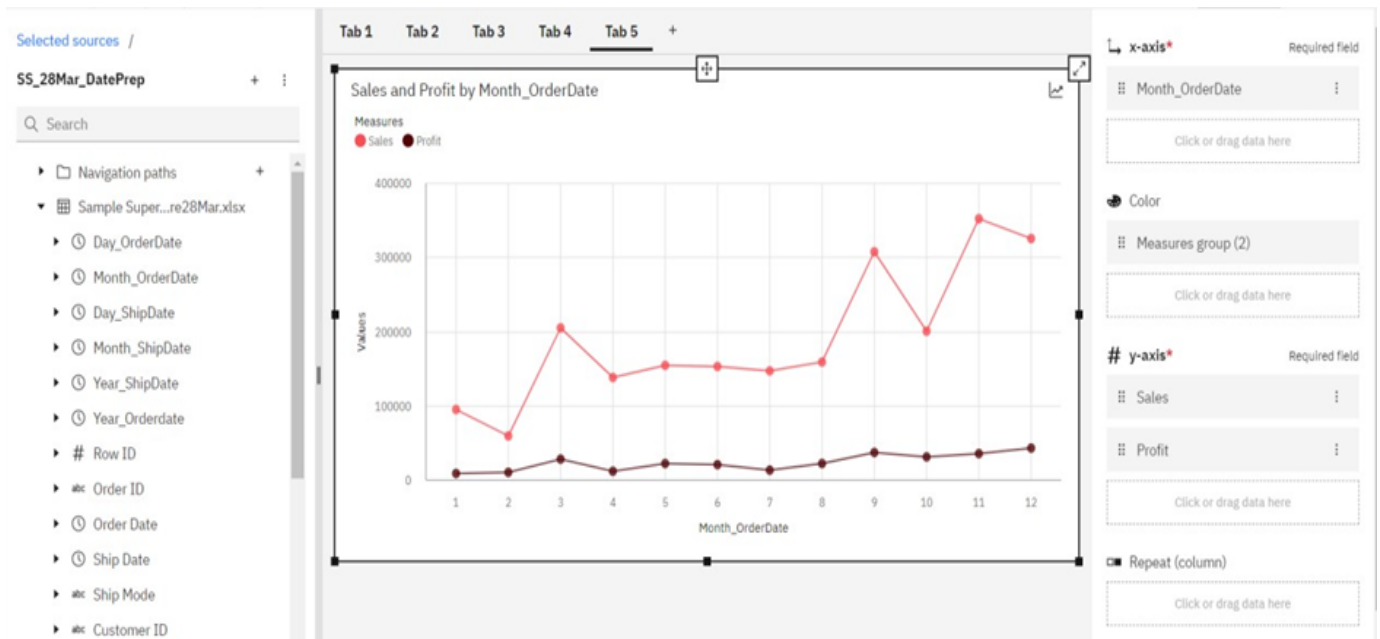 Selected sources /
SS_28Mar_DatePrep
Search
Navigation paths
Sample Super...re28Mar.xlsx
Day_OrderDate
Month_OrderDate
Day_ShipDate
Month_ShipDate
Year_ShipDate
Year_Orderdate
# Row ID
abc Order ID
Order Date
Ship Date
abc Ship Mode
abc Customer ID
Tab 1 Tab 2 Tab 3 Tab 4 Tab 5 +
Sales and Profit by Month_OrderDate
Measures
Sales Profit
400000
300000
200000
100000
0
Values
1 2 3 4 5 6 7 8 9 10 11 12
Month_OrderDate
x-axis* Required field
Month_OrderDate
Click or drag data here
Color
Measures group (2)
Click or drag data here
# y-axis* Required field
Sales
Profit
Click or drag data here
Repeat (column)
Click or drag data here